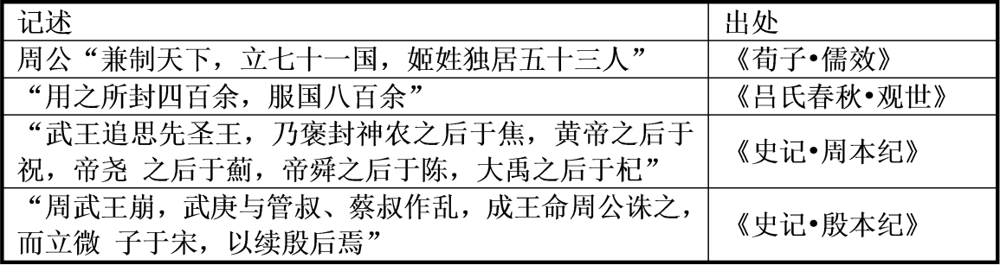 记述 出处
周公“兼制天下，立七十一国，姬姓独居五十三人” 《荀子•儒效》
“用之所封四百余，服国八百余” 《吕氏春秋•观世》
“武王追思先圣王，乃褒封神农之后于焦，黄帝之后于
祝，帝尧 之后于蓟，帝舜之后于陈，大禹之后于杞” 《史记•周本纪》
“周武王崩，武庚与管叔、蔡叔作乱，成王命周公诛之，
而立微 子于宋，以续殷后焉” 《史记•殷本纪》